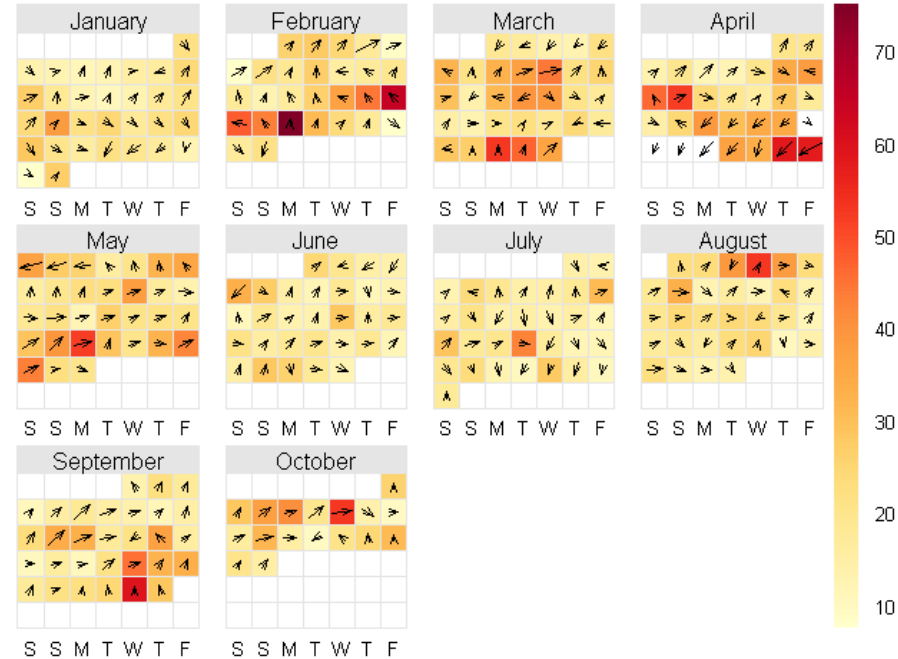 January February March April
70
60
S S M T W T F S S M T W T F S S M T W T F S S M T W T F
May June July August
50
40
30
S S M T W T F S S M T W T F S S M T W T F S S M T W T F
September October
20
10
S S M T W T F S S M T W T F